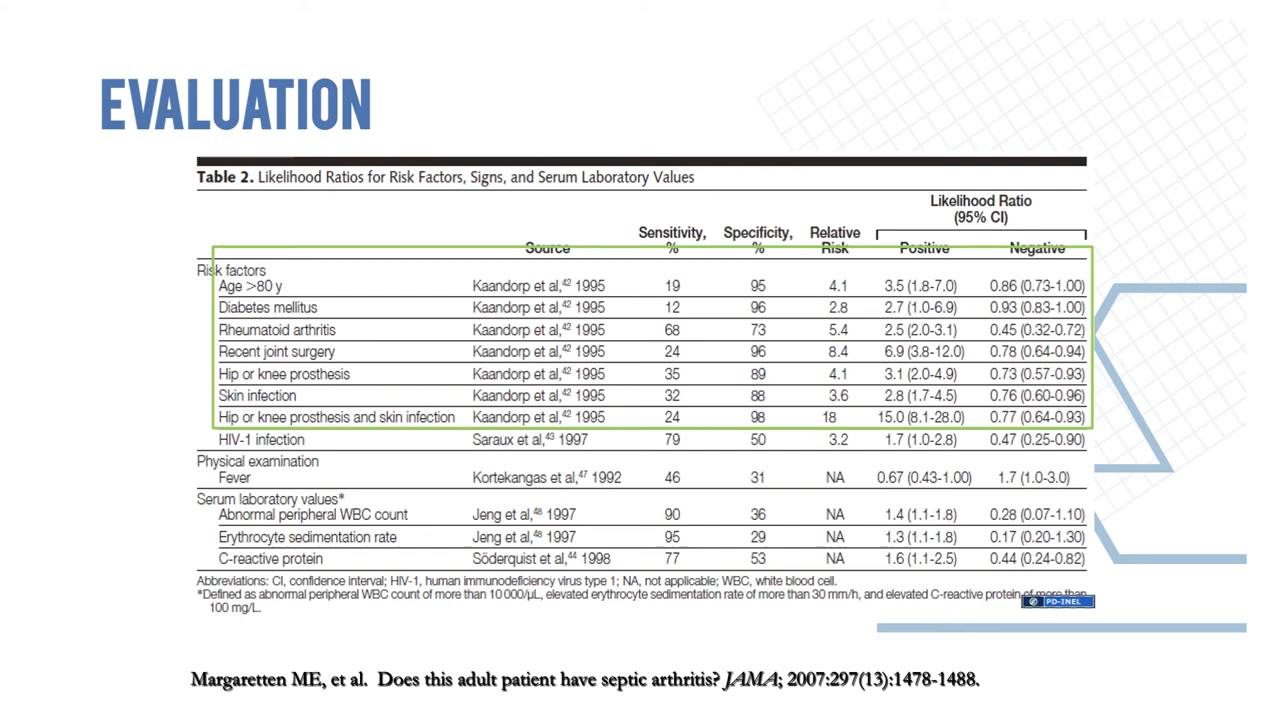 EVALUATION
Table 2. Likelihood Ratios for Risk Factors, Signs, and Serum Laboratory Values
Likelihood Ratio
(95% CI)
Sensitivity, Specificity, Relative
Source % % Risk Positive Negative
Risk factors
Age >80 y Kaandorp et al,42 1995 19 95 4.1 3.5 (1.8-7.0) 0.86 (0.73-1.00)
Diabetes mellitus Kaandorp et al,42 1995 12 96 2.8 2.7 (1.0-6.9) 0.93 (0.83-1.00)
Rheumatoid arthritis Kaandorp et al,42 1995 68 73 5.4 2.5 (2.0-3.1) 0.45 (0.32-0.72)
Recent joint surgery Kaandorp et al,42 1995 24 96 8.4 6.9 (3.8-12.0) 0.78 (0.64-0.94)
Hip or knee prosthesis Kaandorp et al,42 1995 35 89 4.1 3.1 (2.0-4.9) 0.73 (0.57-0.93)
Skin infection Kaandorp et al,42 1995 32 88 3.6 2.8 (1.7-4.5) 0.76 (0.60-0.96)
Hip or knee prosthesis and skin infection Kaandorp et al,42 1995 24 98 18 15.0 (8.1-28.0) 0.77 (0.64-0.93)
HIV-1 infection Saraux et al,43 1997 79 50 3.2 1.7 (1.0-2.8) 0.47 (0.25-0.90)
Physical examination
Fever Kortekangas et al,47 1992 46 31 NA 0.67 (0.43-1.00) 1.7 (1.0-3.0)
Serum laboratory values*
Abnormal peripheral WBC count Jeng et al,48 1997 90 36 NA 1.4 (1.1-1.8) 0.28 (0.07-1.10)
Erythrocyte sedimentation rate Jeng et al,48 1997 95 29 NA 1.3 (1.1-1.8) 0.17 (0.20-1.30)
C-reactive protein Söderquist et al,44 1998 77 53 NA 1.6 (1.1-2.5) 0.44 (0.24-0.82)
Abbreviations: CI, confidence interval; HIV-1, human immunodeficiency virus type 1; NA, not applicable; WBC, white blood cell.
*Defined as abnormal peripheral WBC count of more than 10 000/µL, elevated erythrocyte sedimentation rate of more than 30 mm/h, and elevated C-reactive protein of more than
100 mg/L.
PD-INEL
Margaretten ME, et al. Does this adult patient have septic arthritis? JAMA; 2007:297(13):1478-1488.